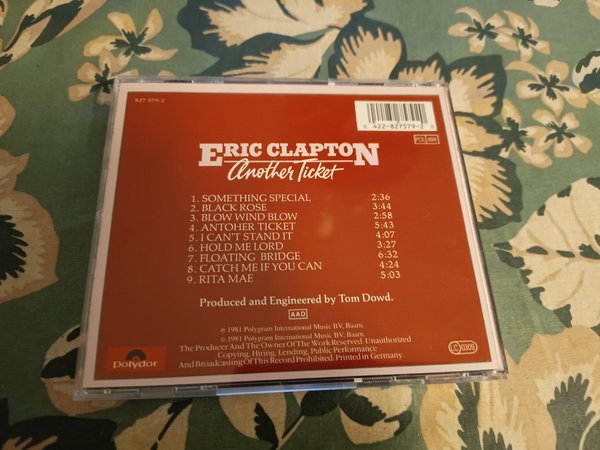 827 579-2
0 422-827579-2 0
POL 899
ERIC CLAPTON
Another Ticket
1. SOMETHING SPECIAL 2:36
2. BLACK ROSE 3:44
3. BLOW WIND BLOW 2:58
4. ANTOHER TICKET 5:43
5. I CAN'T STAND IT 4:07
6. HOLD ME LORD 3:27
7. FLOATING BRIDGE 6:32
8. CATCH ME IF YOU CAN 4:24
9. RITA MAE 5:03
Produced and Engineered by Tom Dowd.
AAD
℗ 1981 Polygram International Music BV, Baarn.
© 1981 Polygram International Music BV. Baarn.
The Producer And The Owner Of The Work Reserved. Unauthorized
Copying, Hiring, Lending, Public Performance
And Broadcasting Of This Record Prohibited. Printed in Germany.
Polydor
LC 0309